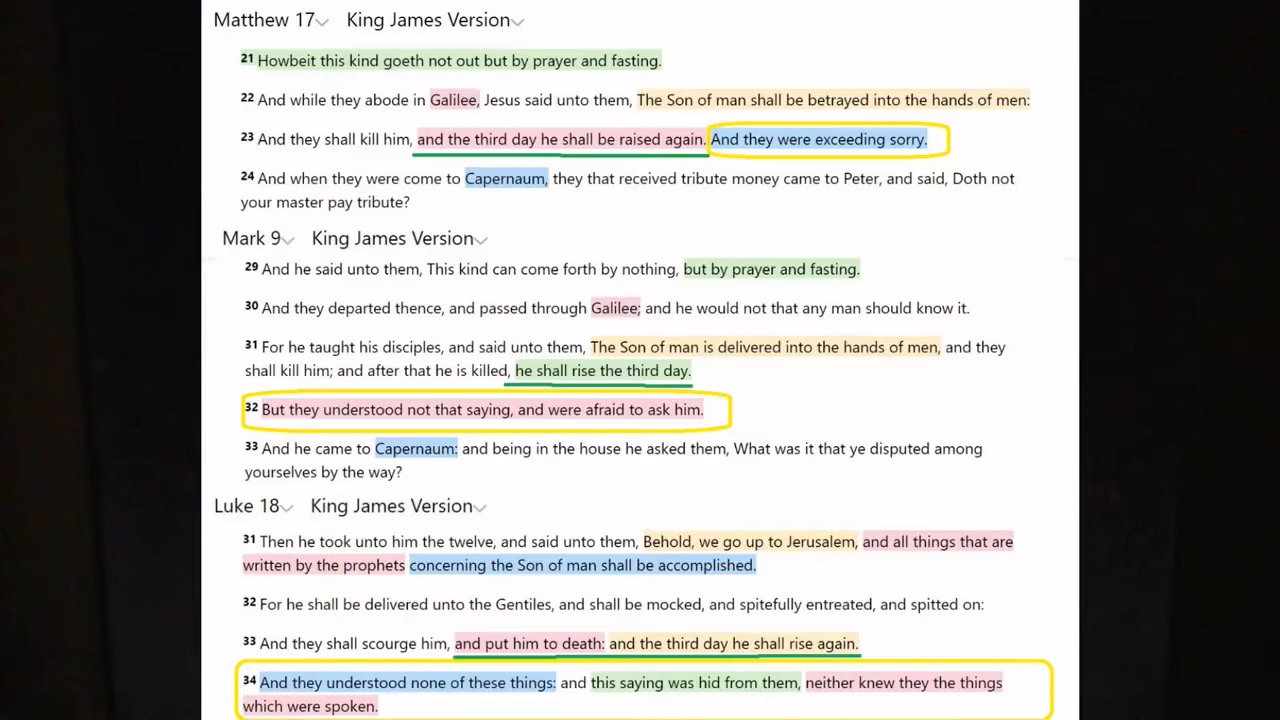 Matthew 17 King James Version
21 Howbeit this kind goeth not out but by prayer and fasting.
22 And while they abode in Galilee, Jesus said unto them, The Son of man shall be betrayed into the hands of men:
23 And they shall kill him, and the third day he shall be raised again. And they were exceeding sorry.
24 And when they were come to Capernaum, they that received tribute money came to Peter, and said, Doth not
your master pay tribute?
Mark 9 King James Version
29 And he said unto them, This kind can come forth by nothing, but by prayer and fasting.
30 And they departed thence, and passed through Galilee; and he would not that any man should know it.
31 For he taught his disciples, and said unto them, The Son of man is delivered into the hands of men, and they
shall kill him; and after that he is killed, he shall rise the third day.
32 But they understood not that saying, and were afraid to ask him.
33 And he came to Capernaum: and being in the house he asked them, What was it that ye disputed among
yourselves by the way?
Luke 18 King James Version
31 Then he took unto him the twelve, and said unto them, Behold, we go up to Jerusalem, and all things that are
written by the prophets concerning the Son of man shall be accomplished.
32 For he shall be delivered unto the Gentiles, and shall be mocked, and spitefully entreated, and spitted on:
33 And they shall scourge him, and put him to death: and the third day he shall rise again.
34 And they understood none of these things: and this saying was hid from them, neither knew they the things
which were spoken.